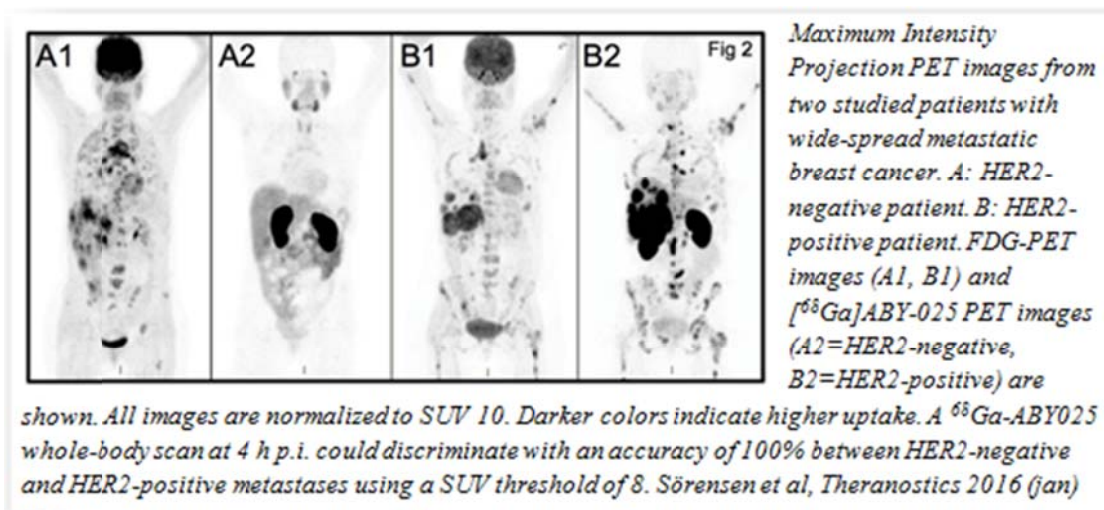 A1
A2
B1
B2
Fig 2
Maximum Intensity
Projection PET images from
two studied patients with
wide-spread metastatic
breast cancer. A: HER2-
negative patient. B: HER2-
positive patient. FDG-PET
images (A1, B1) and
[⁶⁸Ga]ABY-025 PET images
(A2=HER2-negative,
B2=HER2-positive) are
shown. All images are normalized to SUV 10. Darker colors indicate higher uptake. A ⁶⁸Ga-ABY025
whole-body scan at 4 h p.i. could discriminate with an accuracy of 100% between HER2-negative
and HER2-positive metastases using a SUV threshold of 8. Sörensen et al, Theranostics 2016 (jan)